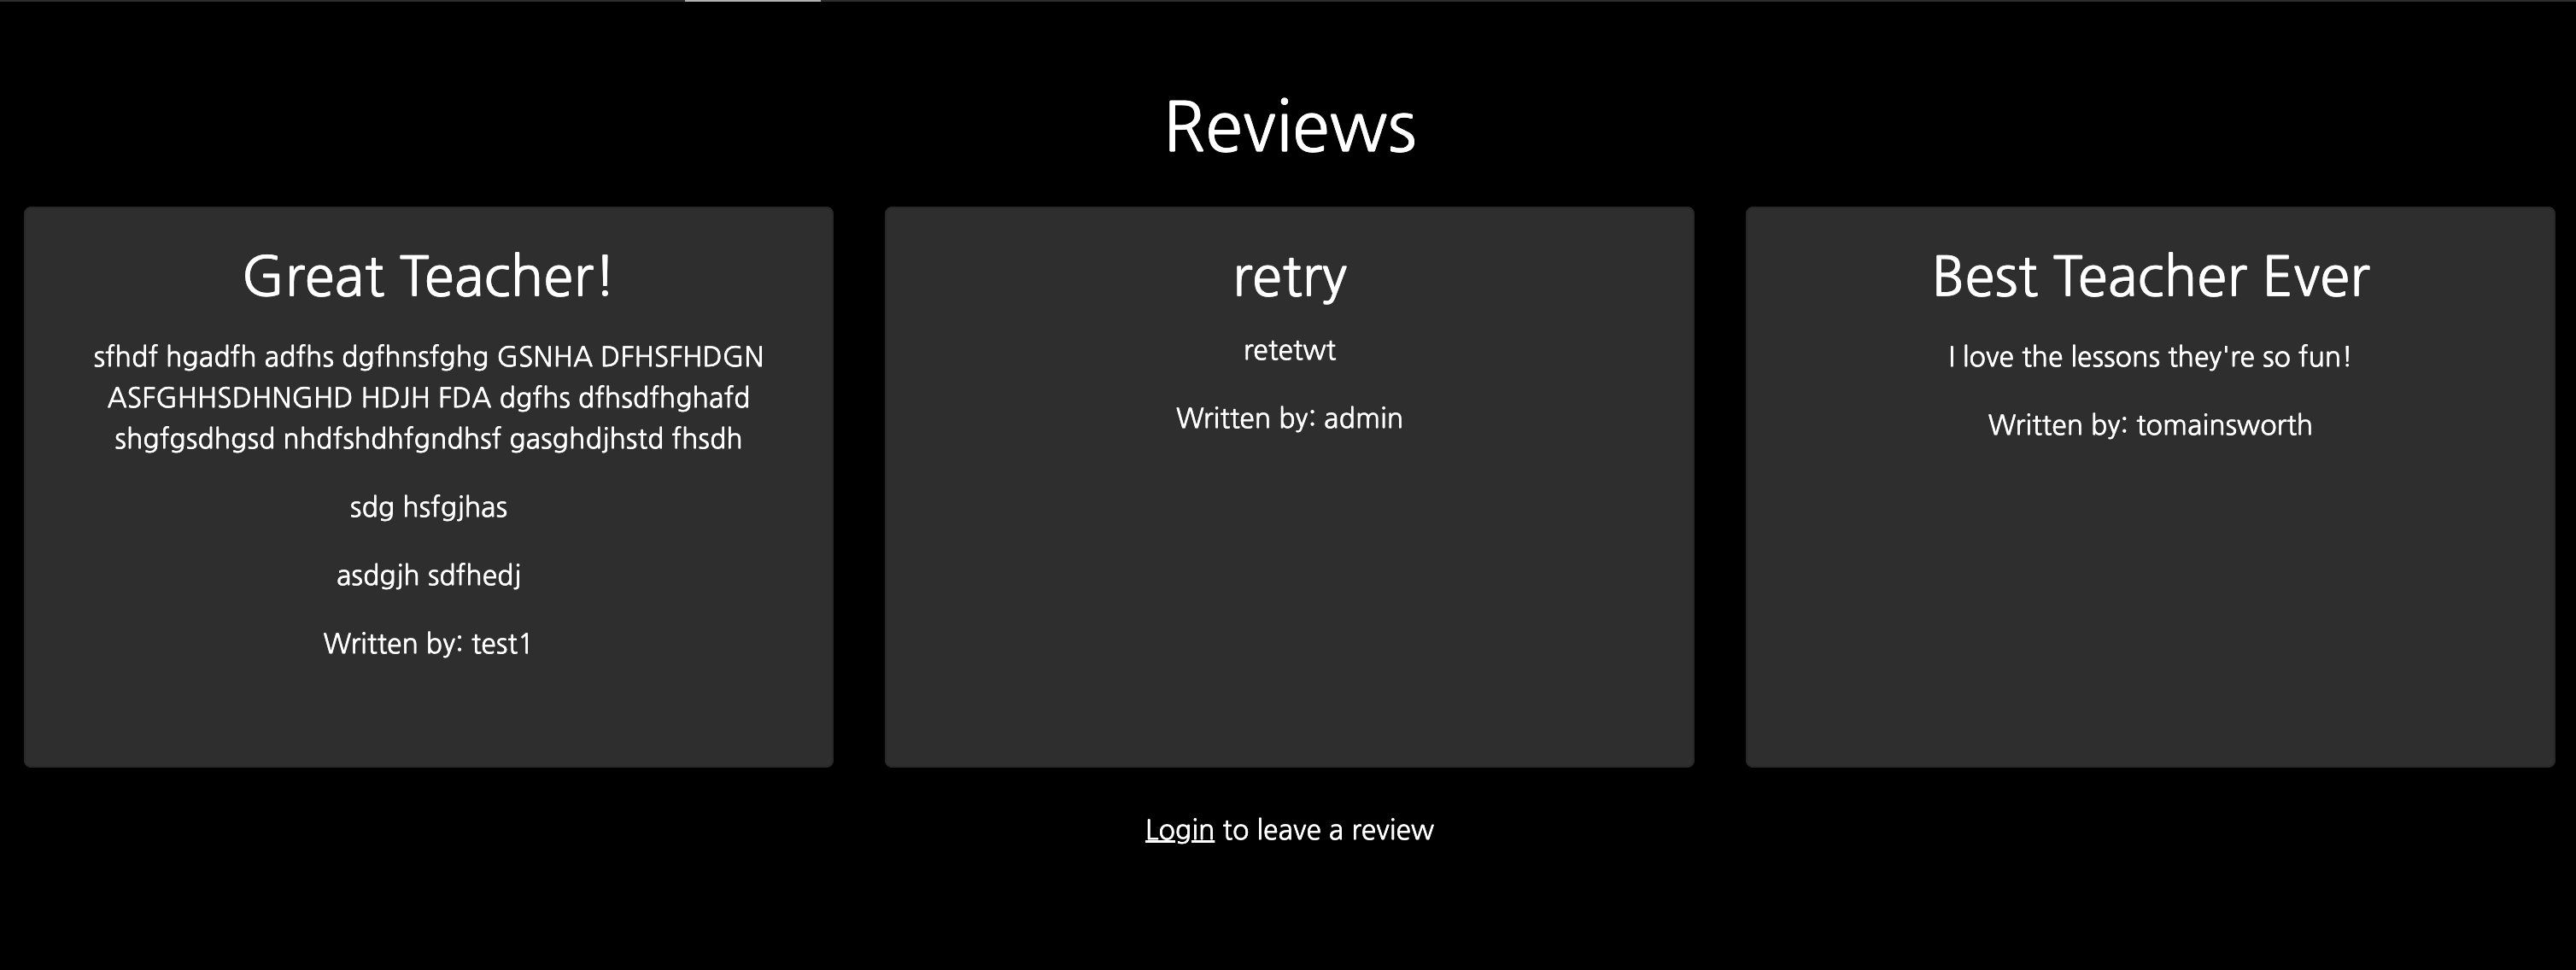 Reviews
Great Teacher!
sfhdf hgadfh adfhs dgfhnsfghg GSNHA DFHSFHDGN
ASFGHHSDHNGHD HDJH FDA dgfhs dfhsdfhghafd
shgfgsdhgsd nhdfshdhfgndhsf gasghdjhstd fhsdh
sdg hsfgjhas
asdgjh sdfhedj
Written by: test1
retry
retetwt
Written by: admin
Best Teacher Ever
I love the lessons they're so fun!
Written by: tomainsworth
Login to leave a review